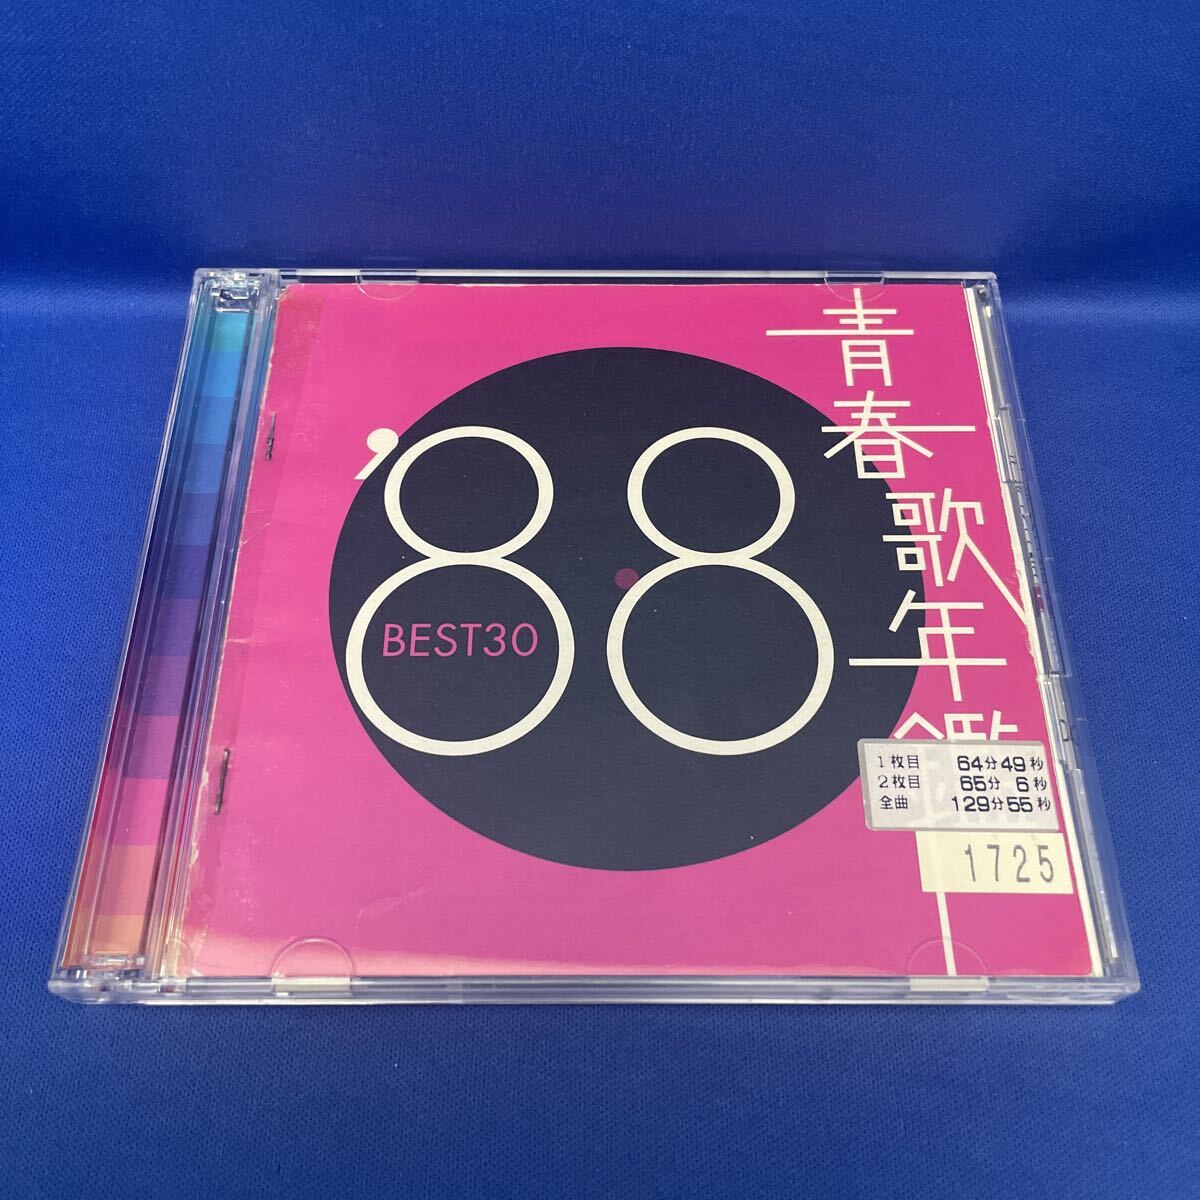 '88
BEST30
青春歌年鑑
1枚目 64分49秒
2枚目 65分 6秒
全曲 129分55秒
1725